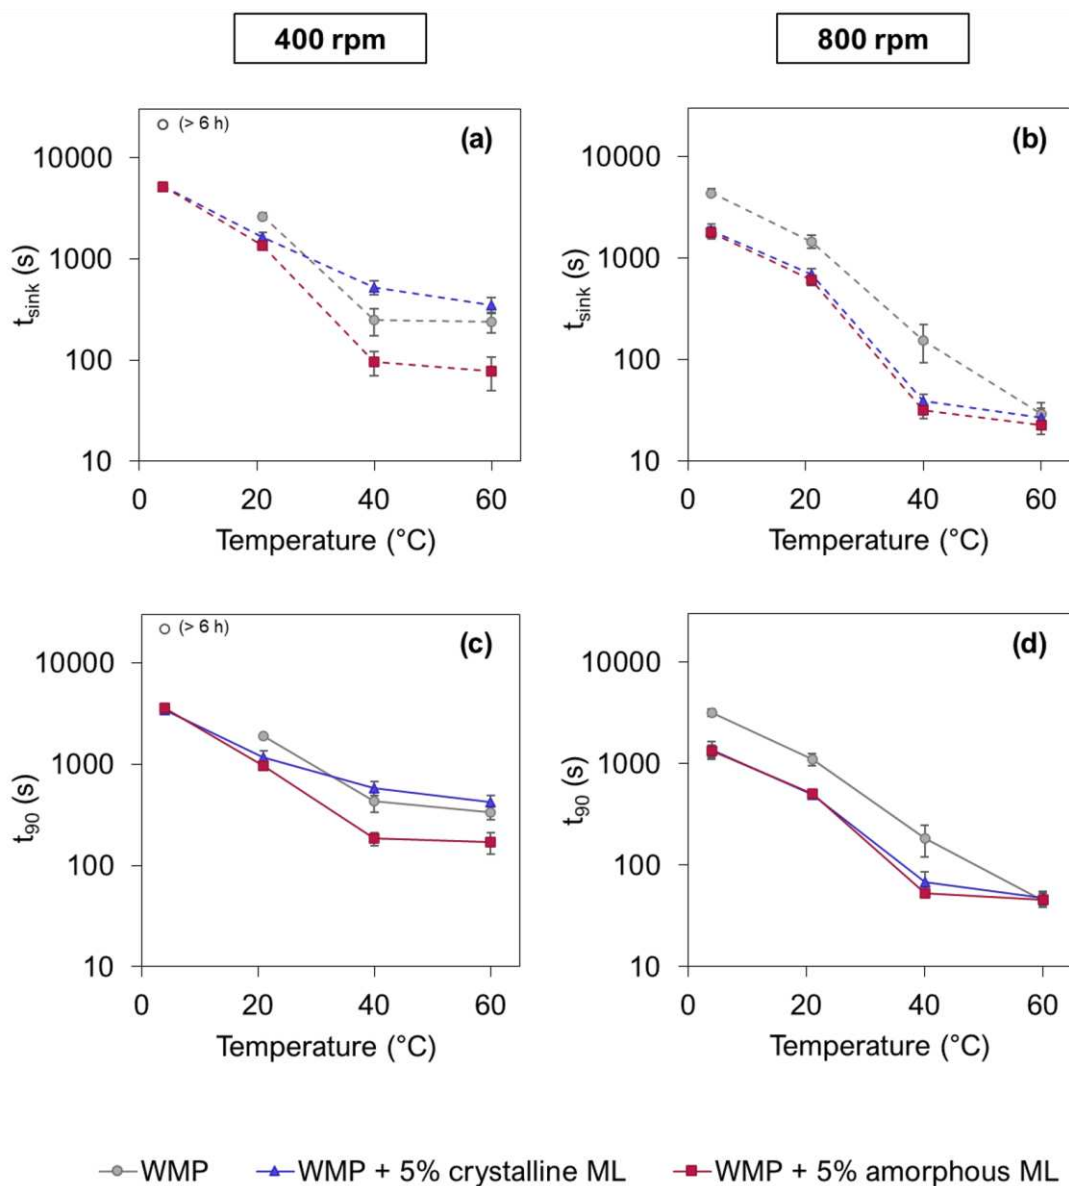 400 rpm
800 rpm
(> 6 h)
(a)
10000
1000
100
10
t_sink (s)
0 20 40 60
Temperature (°C)
(b)
10000
1000
100
10
t_sink (s)
0 20 40 60
Temperature (°C)
(> 6 h)
(c)
10000
1000
100
10
t_90 (s)
0 20 40 60
Temperature (°C)
(d)
10000
1000
100
10
t_90 (s)
0 20 40 60
Temperature (°C)
WMP WMP + 5% crystalline ML WMP + 5% amorphous ML